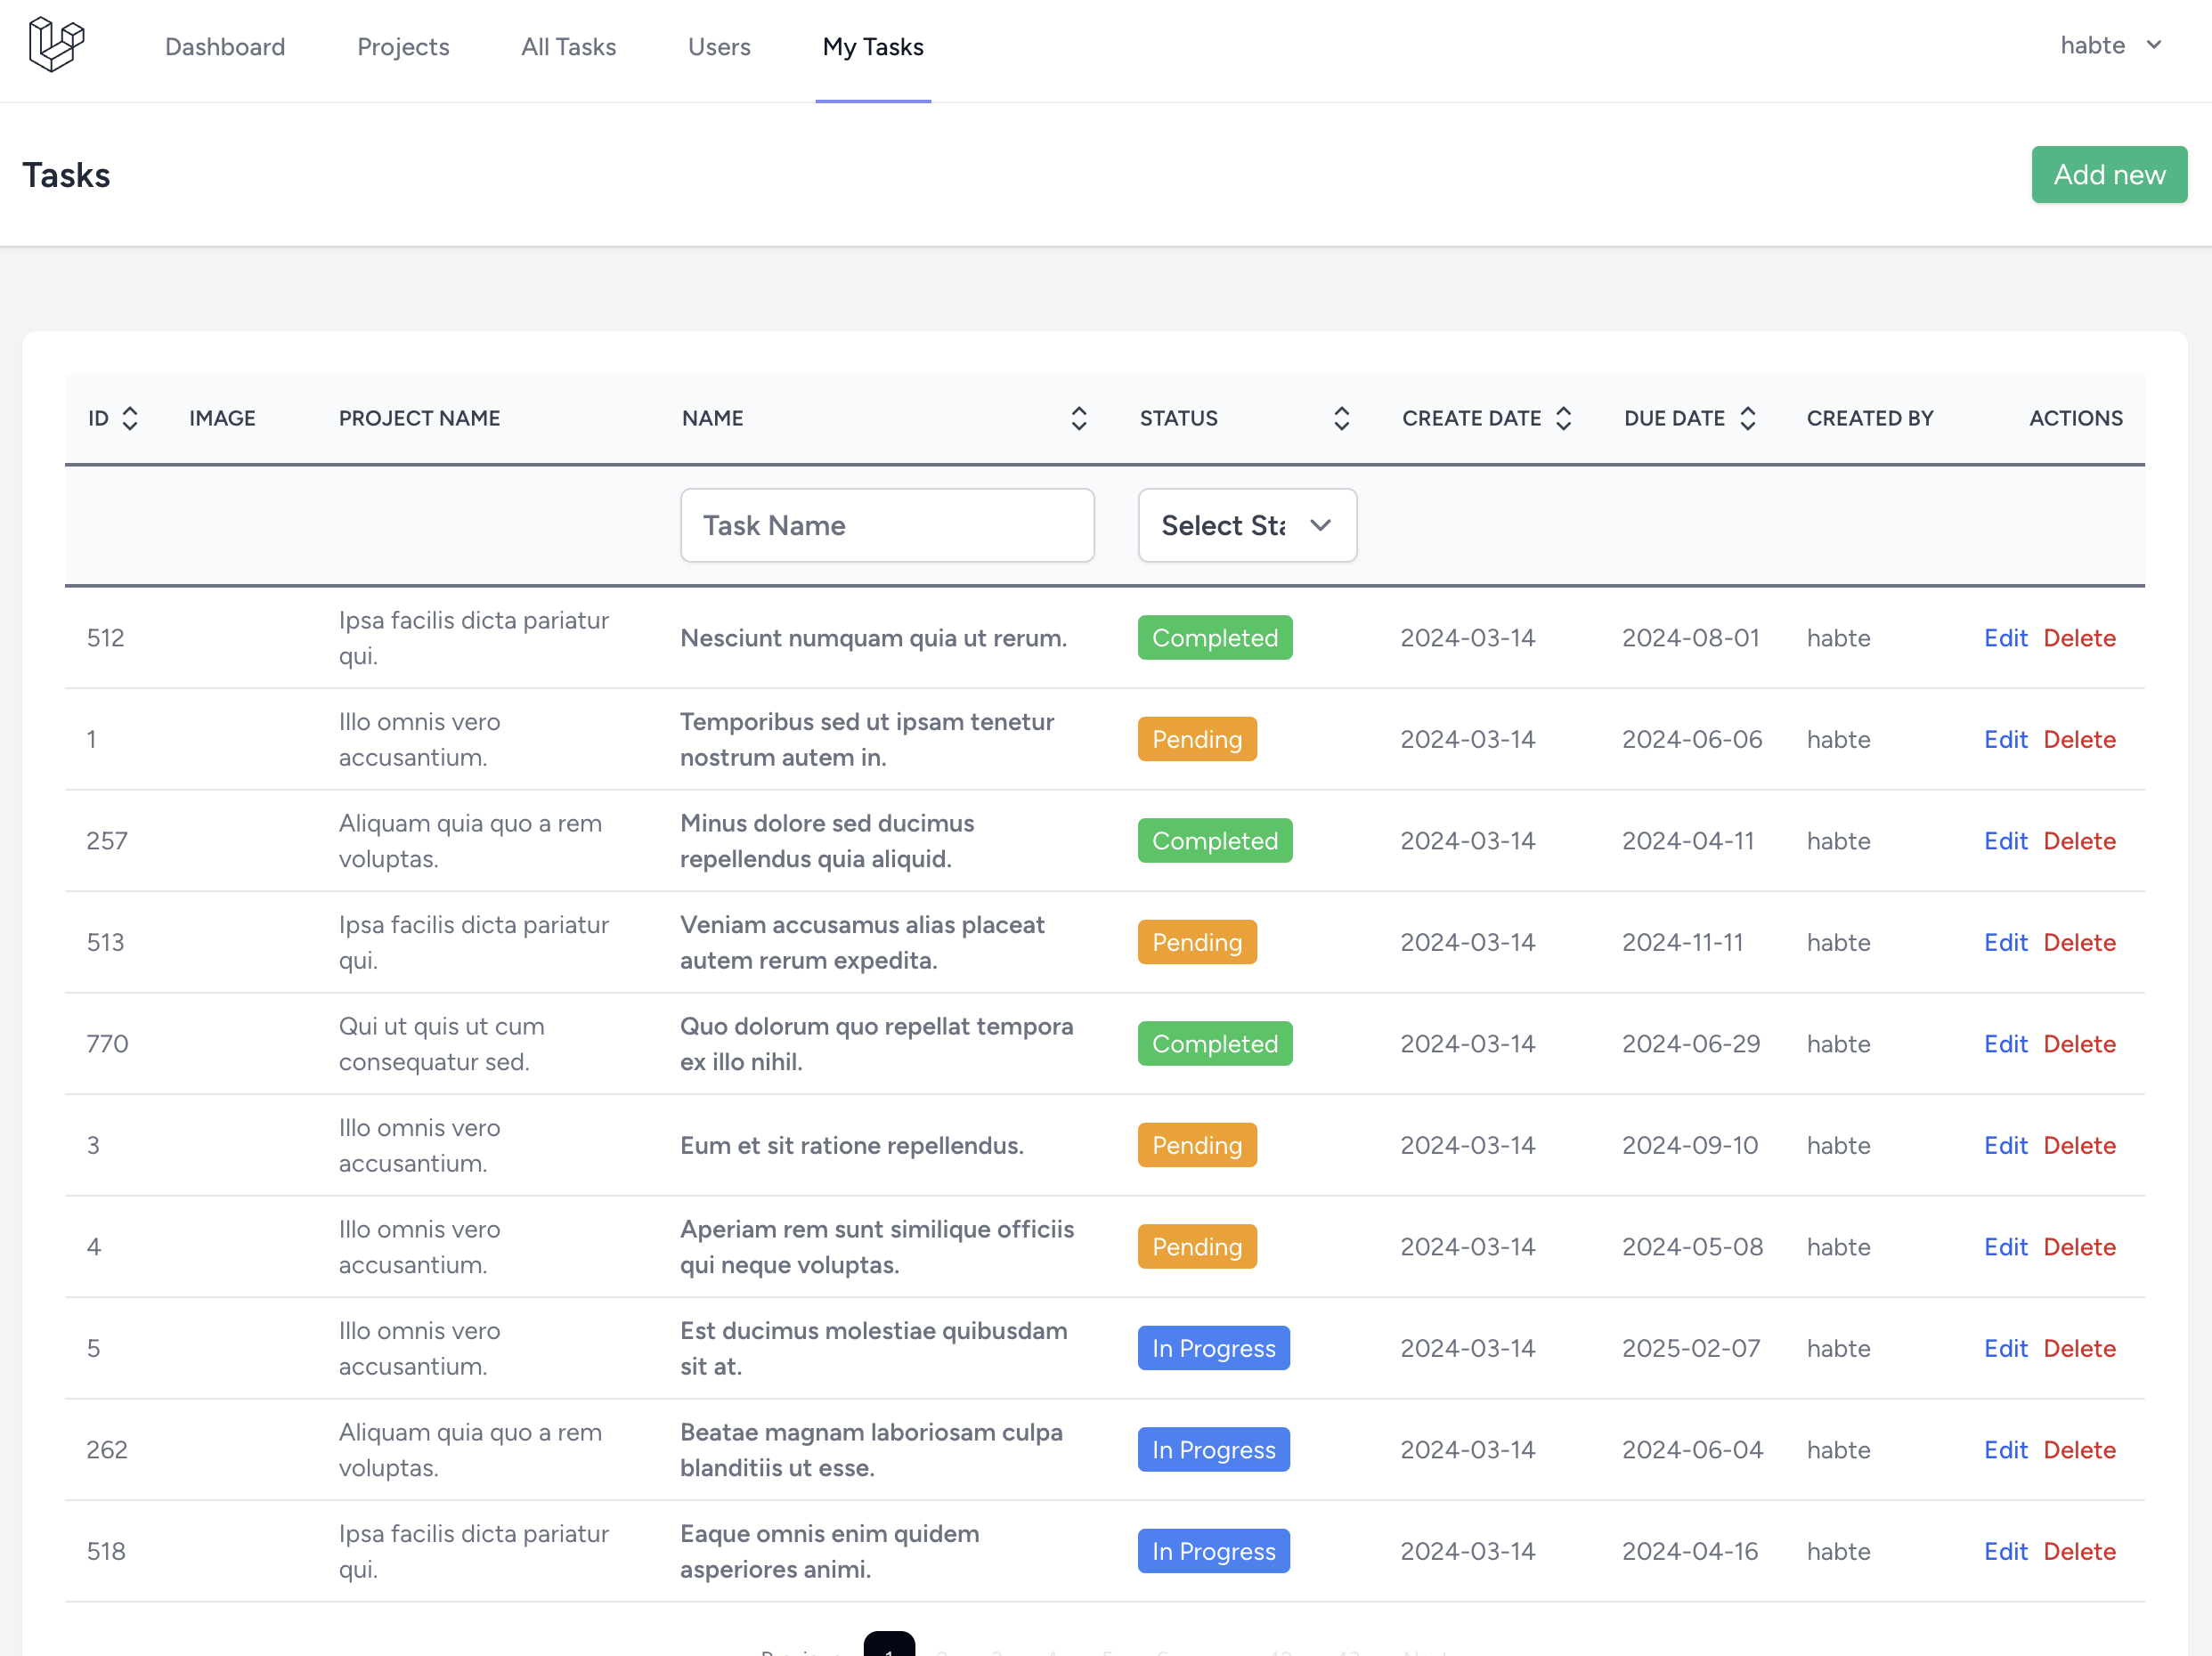 Dashboard Projects All Tasks Users My Tasks habte
Tasks Add new
ID IMAGE PROJECT NAME NAME STATUS CREATE DATE DUE DATE CREATED BY ACTIONS
Task Name Select Sta
512 Ipsa facilis dicta pariatur qui. Nesciunt numquam quia ut rerum. Completed 2024-03-14 2024-08-01 habte Edit Delete
1 Illo omnis vero accusantium. Temporibus sed ut ipsam tenetur nostrum autem in. Pending 2024-03-14 2024-06-06 habte Edit Delete
257 Aliquam quia quo a rem voluptas. Minus dolore sed ducimus repellendus quia aliquid. Completed 2024-03-14 2024-04-11 habte Edit Delete
513 Ipsa facilis dicta pariatur qui. Veniam accusamus alias placeat autem rerum expedita. Pending 2024-03-14 2024-11-11 habte Edit Delete
770 Qui ut quis ut cum consequatur sed. Quo dolorum quo repellat tempora ex illo nihil. Completed 2024-03-14 2024-06-29 habte Edit Delete
3 Illo omnis vero accusantium. Eum et sit ratione repellendus. Pending 2024-03-14 2024-09-10 habte Edit Delete
4 Illo omnis vero accusantium. Aperiam rem sunt similique officiis qui neque voluptas. Pending 2024-03-14 2024-05-08 habte Edit Delete
5 Illo omnis vero accusantium. Est ducimus molestiae quibusdam sit at. In Progress 2024-03-14 2025-02-07 habte Edit Delete
262 Aliquam quia quo a rem voluptas. Beatae magnam laboriosam culpa blanditiis ut esse. In Progress 2024-03-14 2024-06-04 habte Edit Delete
518 Ipsa facilis dicta pariatur qui. Eaque omnis enim quidem asperiores animi. In Progress 2024-03-14 2024-04-16 habte Edit Delete